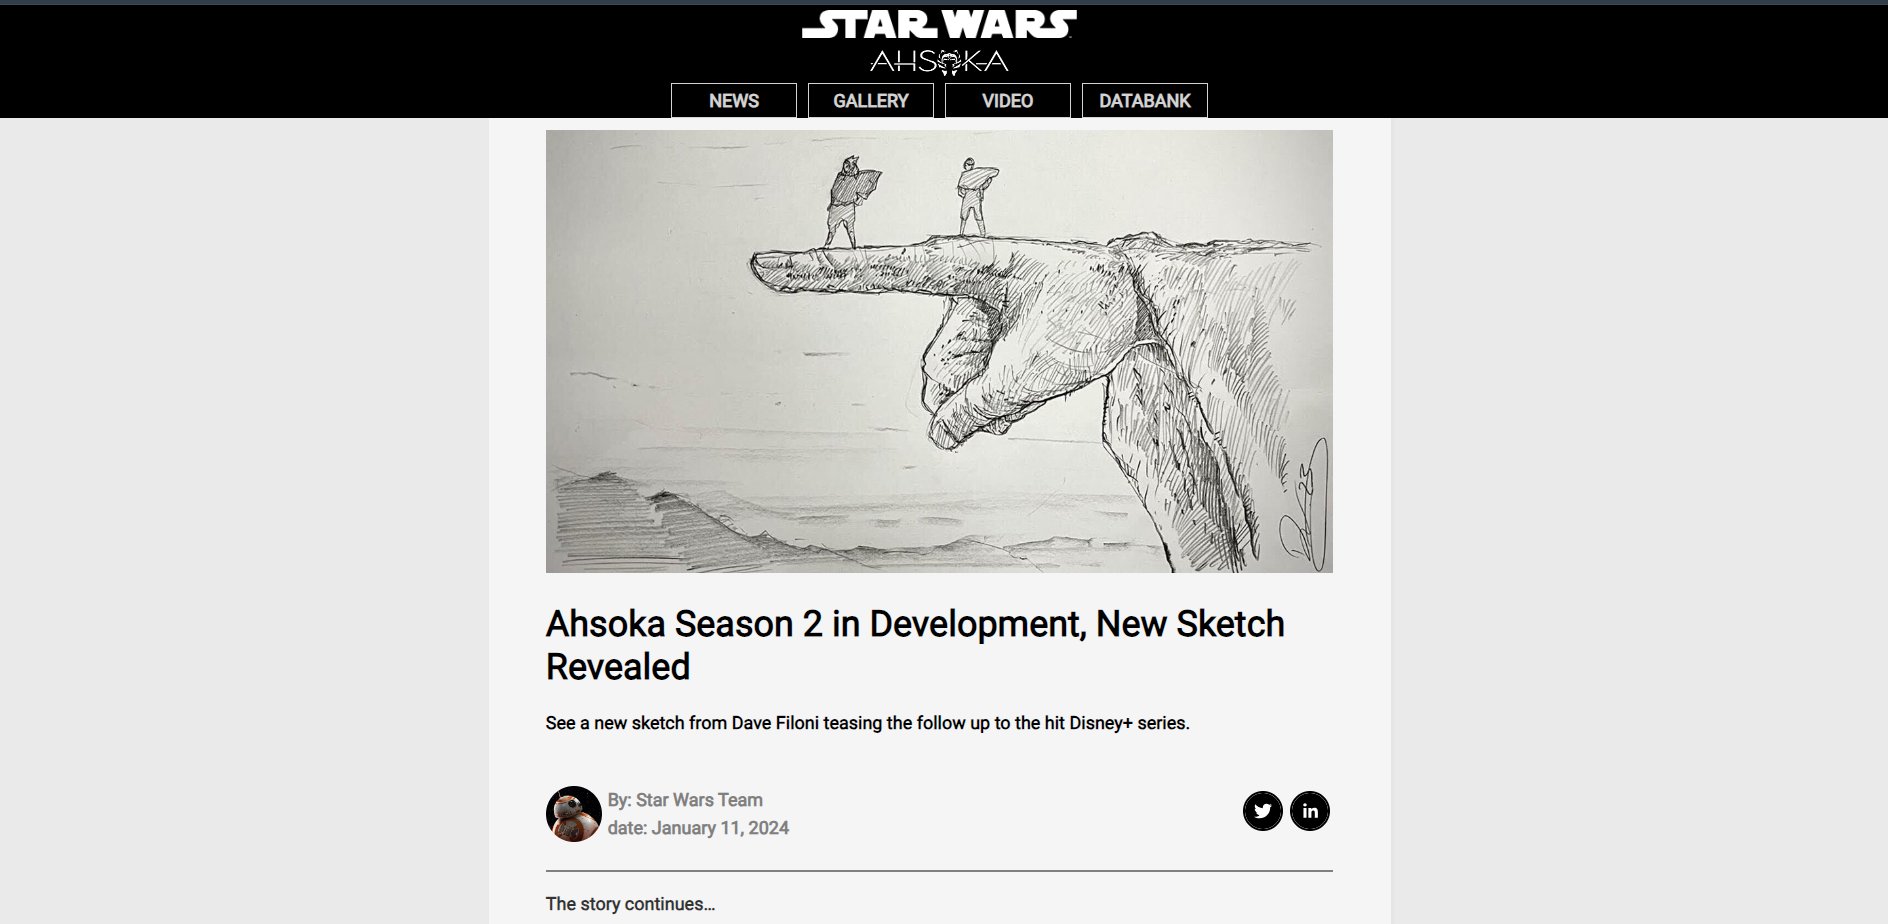 STAR WARS
AHSOKA
NEWS
GALLERY
VIDEO
DATABANK
Ahsoka Season 2 in Development, New Sketch
Revealed
See a new sketch from Dave Filoni teasing the follow up to the hit Disney+ series.
By: Star Wars Team
date: January 11, 2024
in
The story continues...